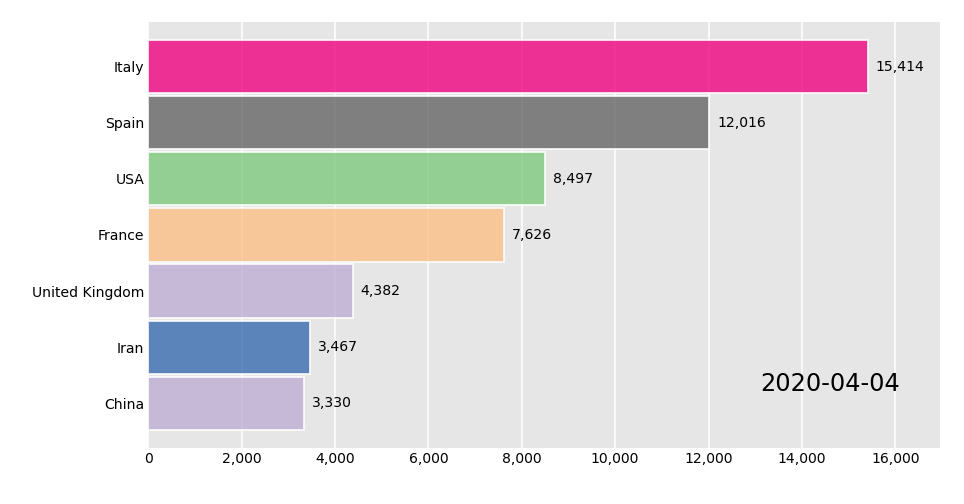 Italy 15,414
Spain 12,016
USA 8,497
France 7,626
United Kingdom 4,382
Iran 3,467
2020-04-04
China 3,330
0 2,000 4,000 6,000 8,000 10,000 12,000 14,000 16,000